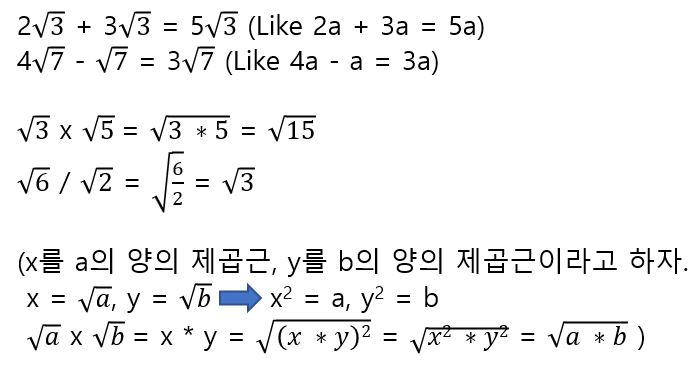 2√3 + 3√3 = 5√3 (Like 2a + 3a = 5a)
4√7 - √7 = 3√7 (Like 4a - a = 3a)
√3 x √5 = √(3 * 5) = √15
√6 / √2 = √(6/2) = √3
(x를 a의 양의 제곱근, y를 b의 양의 제곱근이라고 하자.
x = √a, y = √b ➡ x² = a, y² = b
√a x √b = x * y = √((x * y)²) = √(x² * y²) = √(a * b) )